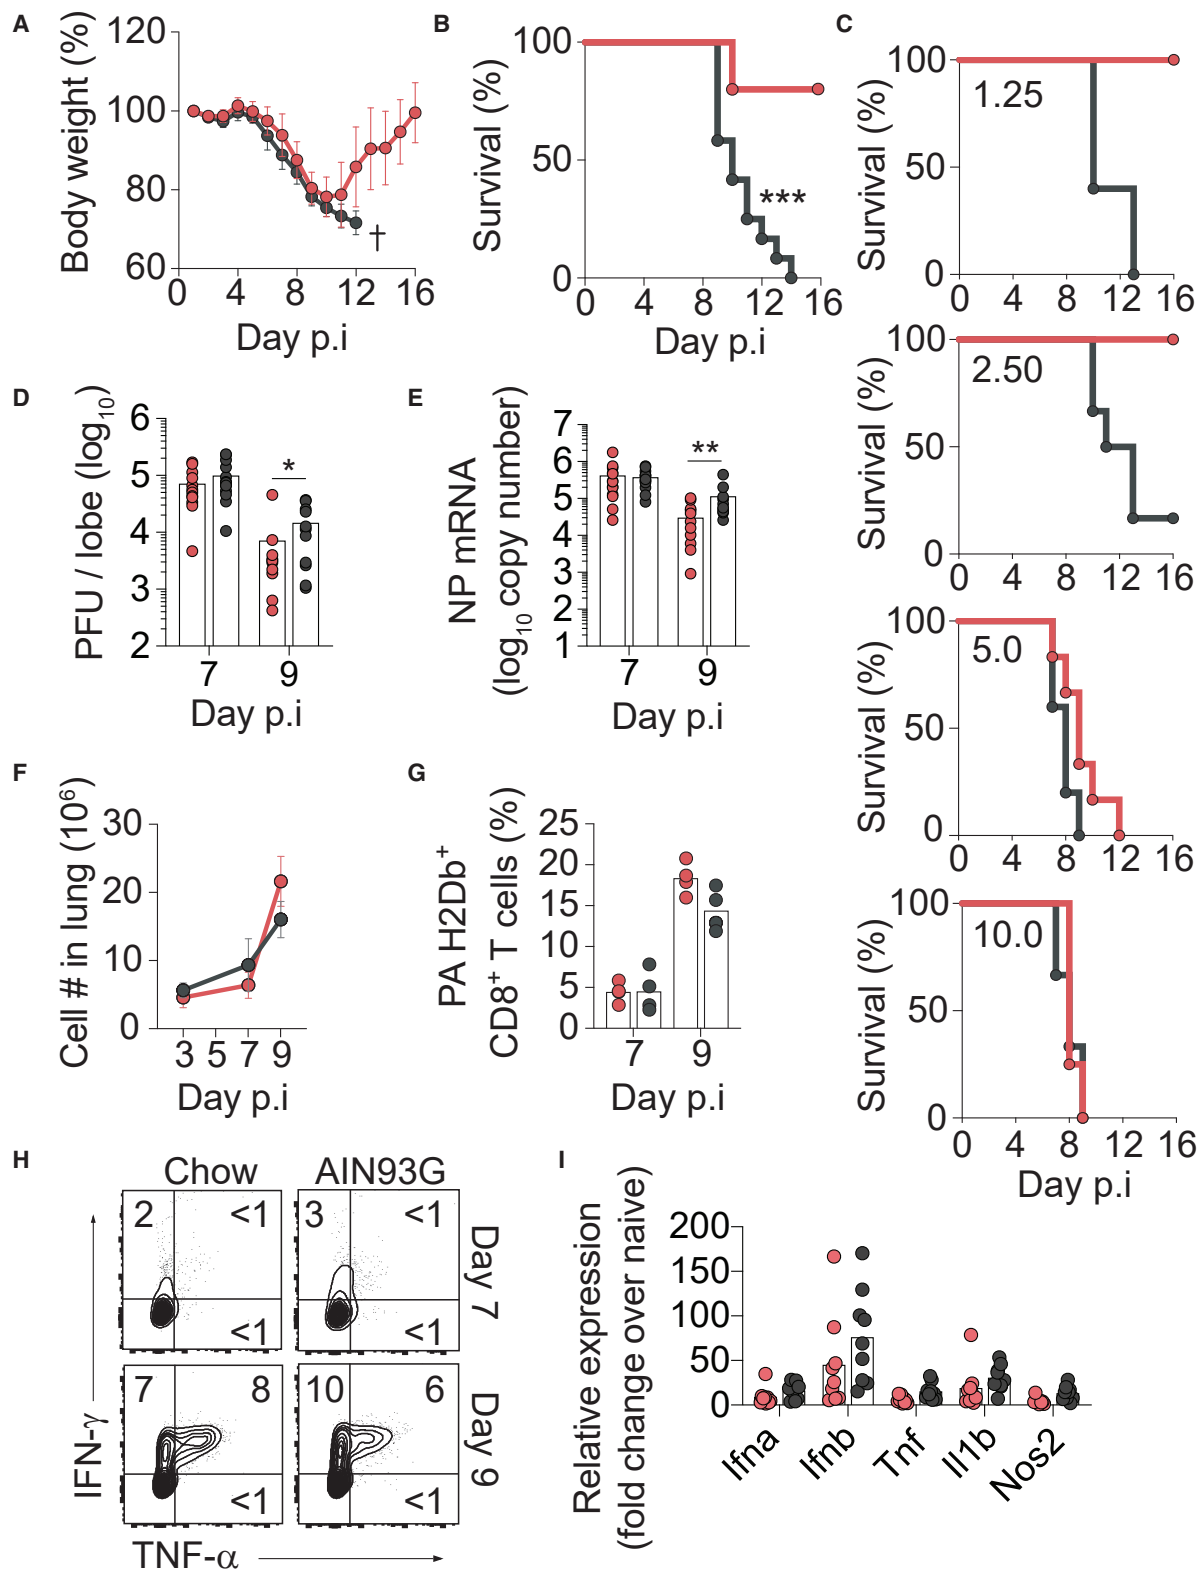 A
Body weight (%)
120
100
80
60
†
0 4 8 12 16
Day p.i
B
Survival (%)
100
50
0
***
0 4 8 12 16
Day p.i
C
Survival (%)
100
50
0
1.25
0 4 8 12 16
Survival (%)
100
50
0
2.50
0 4 8 12 16
Survival (%)
100
50
0
5.0
0 4 8 12 16
Survival (%)
100
50
0
10.0
0 4 8 12 16
Day p.i
D
PFU / lobe (log10)
6
5
4
3
2
*
7 9
Day p.i
E
NP mRNA
(log10 copy number)
7
6
5
4
3
2
1
**
7 9
Day p.i
F
Cell # in lung (10⁶)
30
20
10
0
3 5 7 9
Day p.i
G
PA H2Db⁺
CD8⁺ T cells (%)
25
20
15
10
5
0
7 9
Day p.i
H
Chow AIN93G
2 <1 3 <1
<1 <1
Day 7
7 8 10 6
<1 <1
Day 9
IFN-γ
TNF-α
I
Relative expression
(fold change over naive)
200
150
100
50
0
Ifna Ifnb Tnf Il1b Nos2